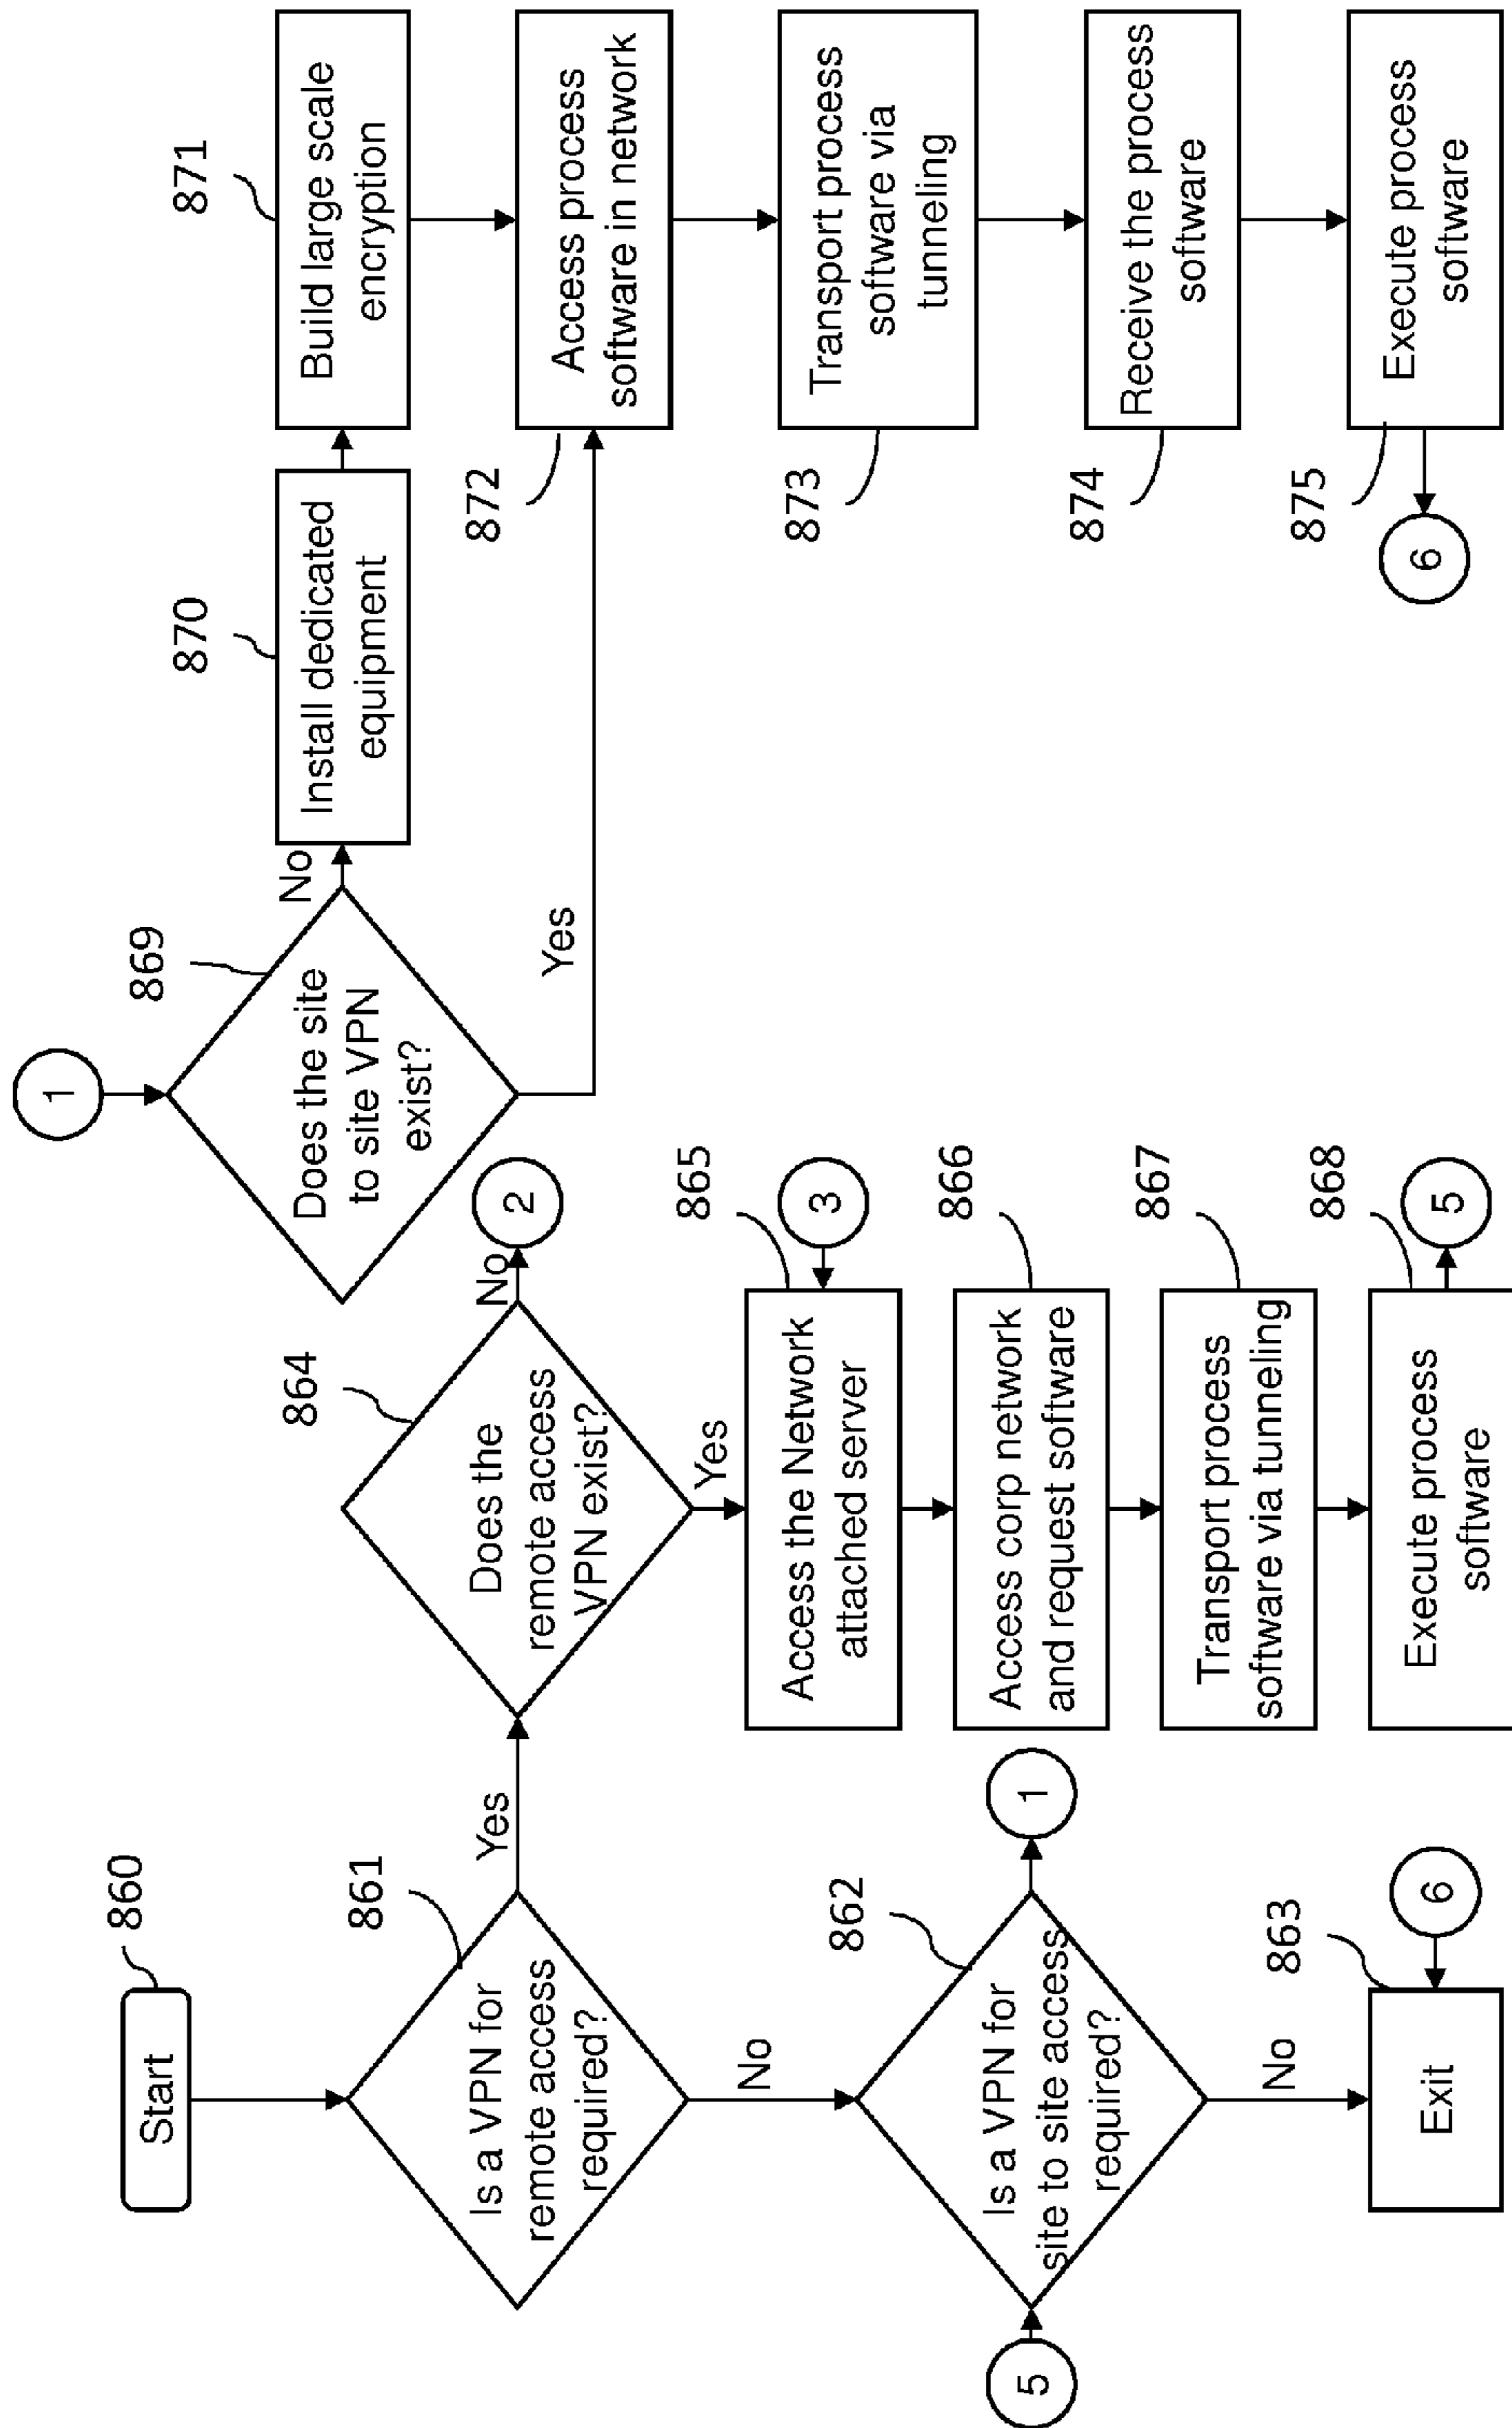 860
Start
861
Is a VPN for
remote access
required?
Yes
No
862
Is a VPN for
site to site access
required?
5
1
No
863
Exit
6
864
Does the
remote access
VPN exist?
No
2
Yes
865
Access the Network
attached server
3
866
Access corp network
and request software
867
Transport process
software via tunneling
868
Execute process
software
5
1
869
Does the site
to site VPN
exist?
No
Yes
870
Install dedicated
equipment
871
Build large scale
encryption
872
Access process
software in network
873
Transport process
software via
tunneling
874
Receive the process
software
875
Execute process
software
6